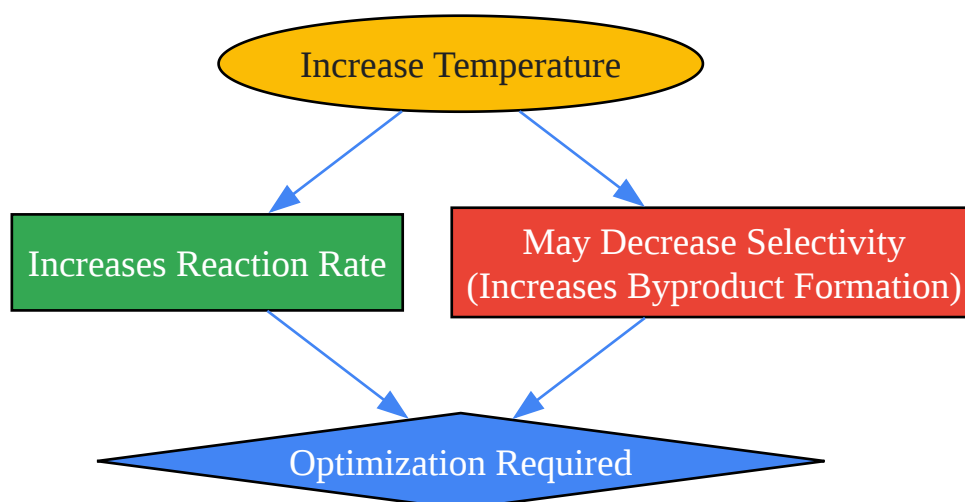 Increase Temperature
Increases Reaction Rate
May Decrease Selectivity
(Increases Byproduct Formation)
Optimization Required